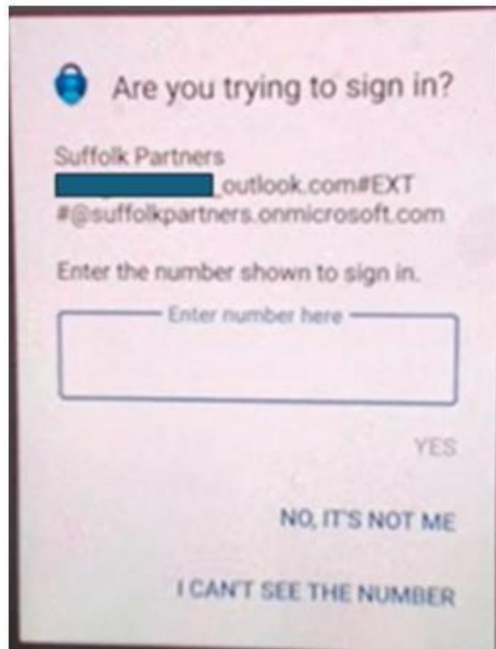 Are you trying to sign in?
Suffolk Partners
_outlook.com#EXT
#@suffolkpartners.onmicrosoft.com
Enter the number shown to sign in.
Enter number here
YES
NO, IT'S NOT ME
I CAN'T SEE THE NUMBER